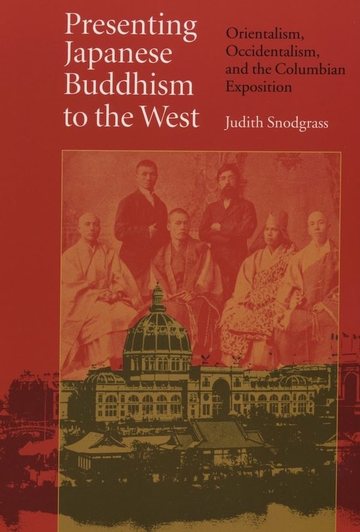 Presenting
Japanese
Buddhism
to the West
Orientalism,
Occidentalism,
and the Columbian
Exposition
Judith Snodgrass